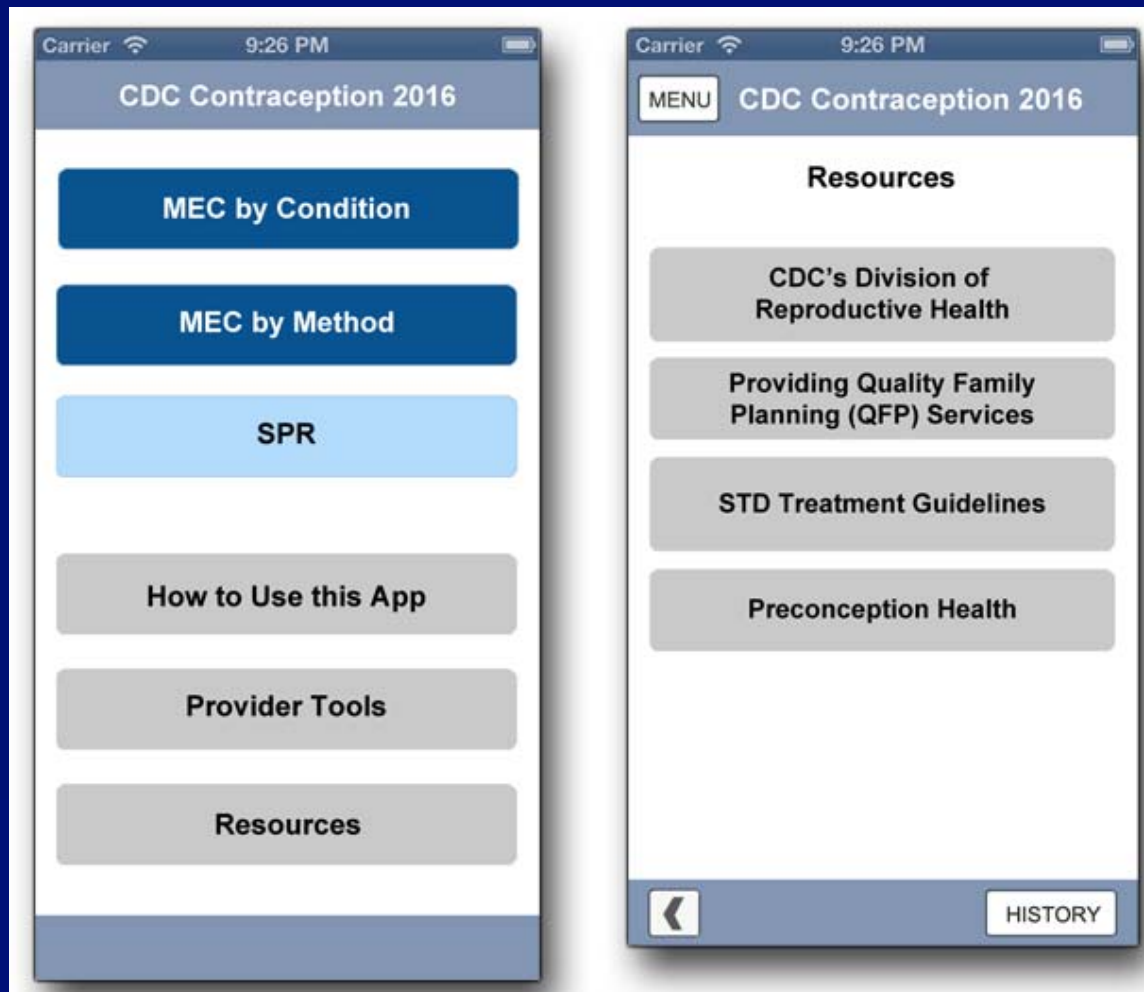 Carrier 9:26 PM
CDC Contraception 2016
MEC by Condition
MEC by Method
SPR
How to Use this App
Provider Tools
Resources
Carrier 9:26 PM
MENU CDC Contraception 2016
Resources
CDC's Division of
Reproductive Health
Providing Quality Family
Planning (QFP) Services
STD Treatment Guidelines
Preconception Health
HISTORY